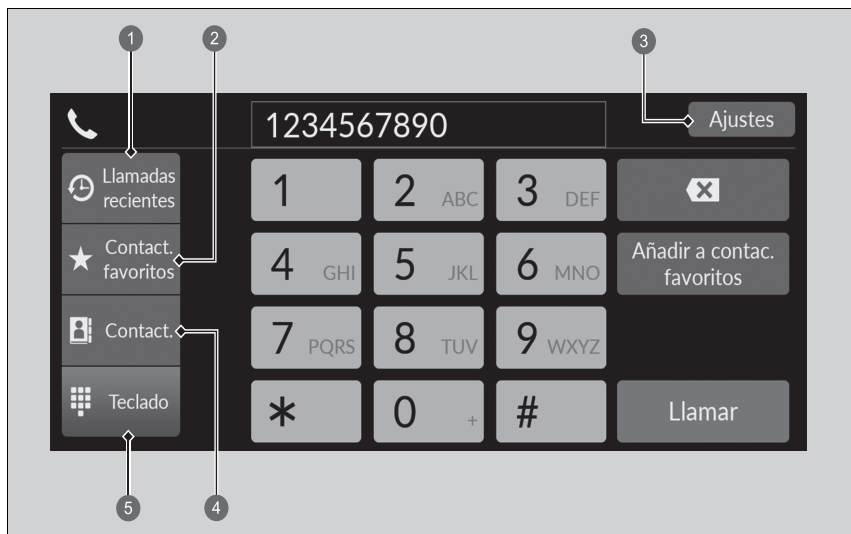 1
2
3
1234567890
Ajustes
Llamadas
recientes
1
2 ABC
3 DEF
Contact.
favoritos
4 GHI
5 JKL
6 MNO
Añadir a contac.
favoritos
Contact.
7 PQRS
8 TUV
9 WXYZ
Teclado
*
0 +
#
Llamar
5
4